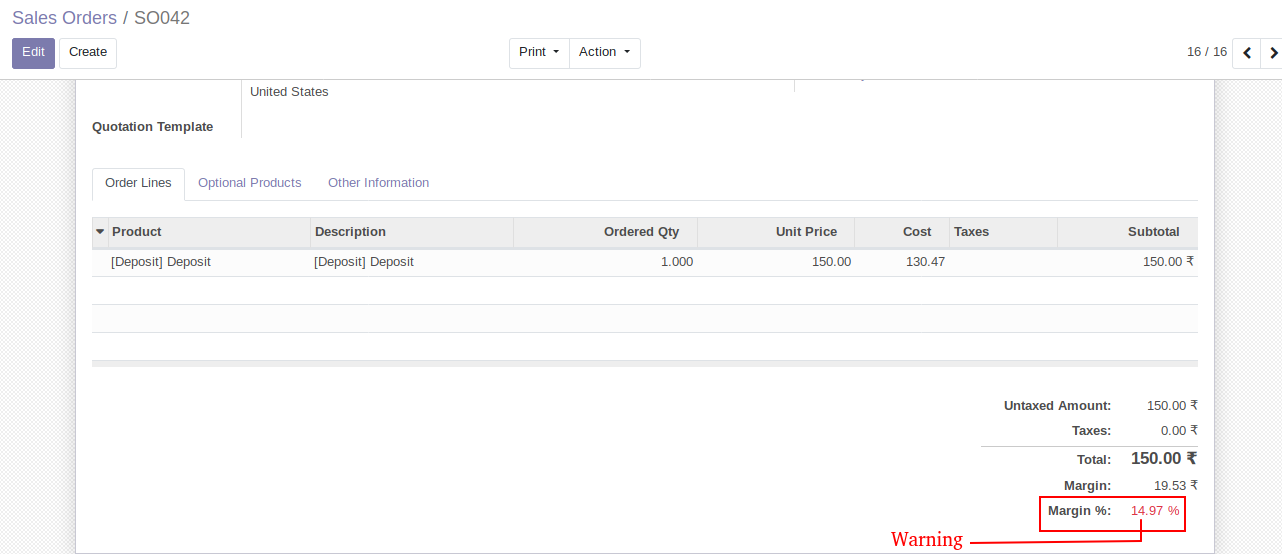 Sales Orders / SO042
Edit Create Print Action 16 / 16
United States
Quotation Template
Order Lines Optional Products Other Information
Product Description Ordered Qty Unit Price Cost Taxes Subtotal
[Deposit] Deposit [Deposit] Deposit 1.000 150.00 130.47 150.00 ₹
Untaxed Amount: 150.00 ₹
Taxes: 0.00 ₹
Total: 150.00 ₹
Margin: 19.53 ₹
Margin %: 14.97 %
Warning